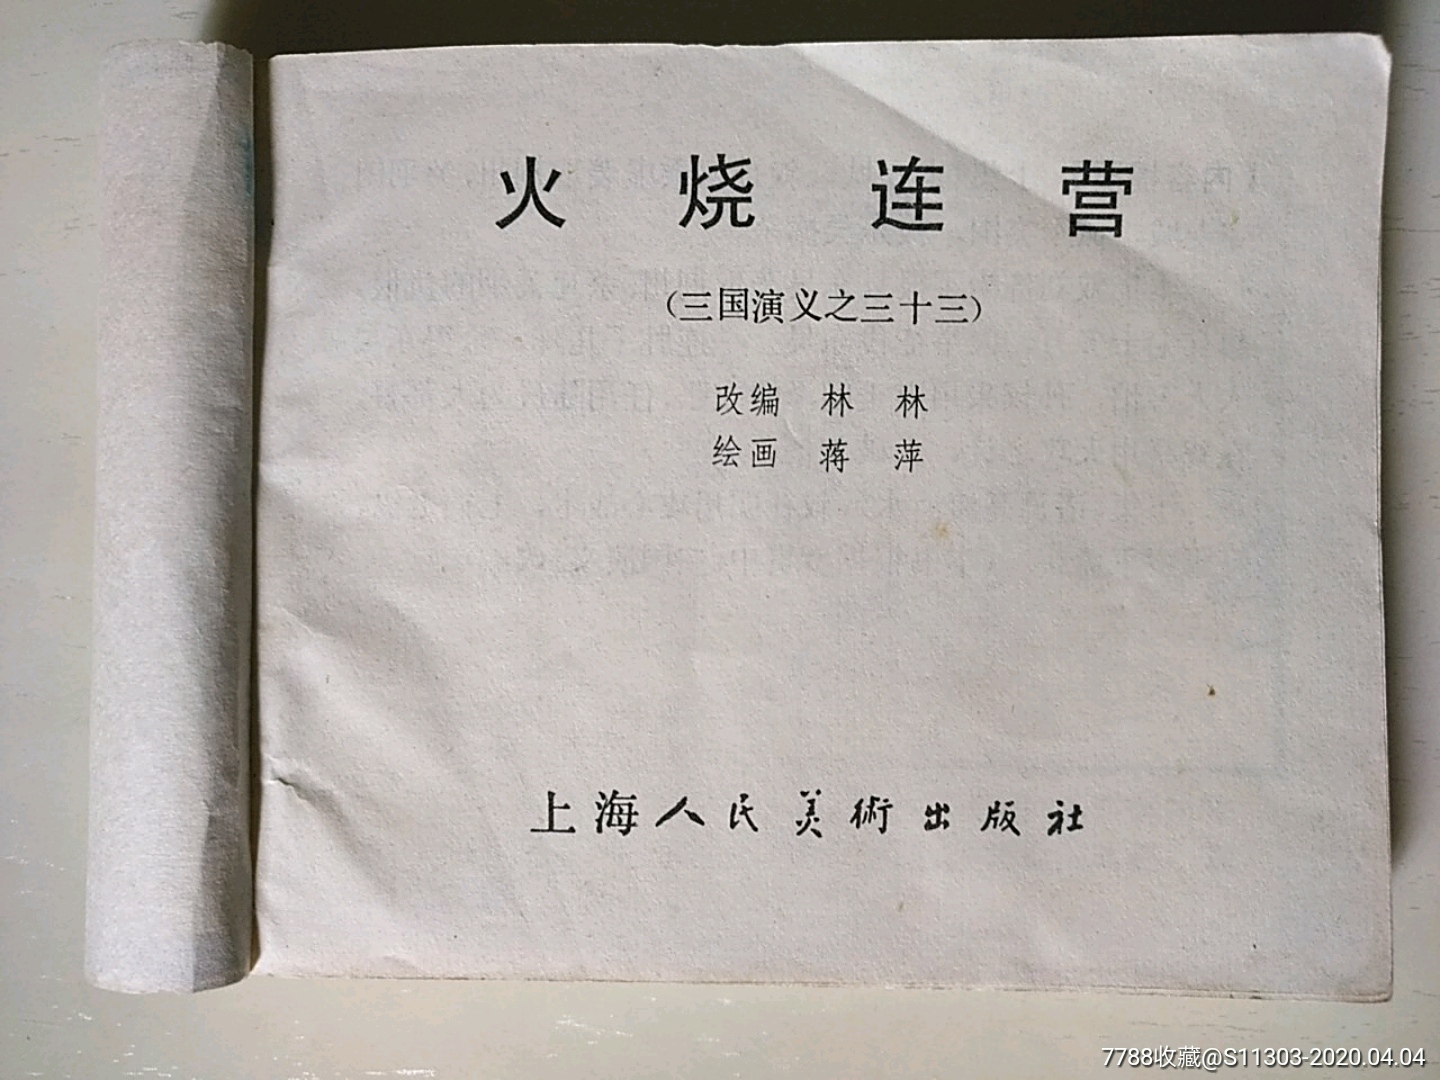 火烧连营
(三国演义之三十三)
改编 林 林
绘画 蒋 萍
上海人民美術出版社
7788收藏@S11303-2020.04.04